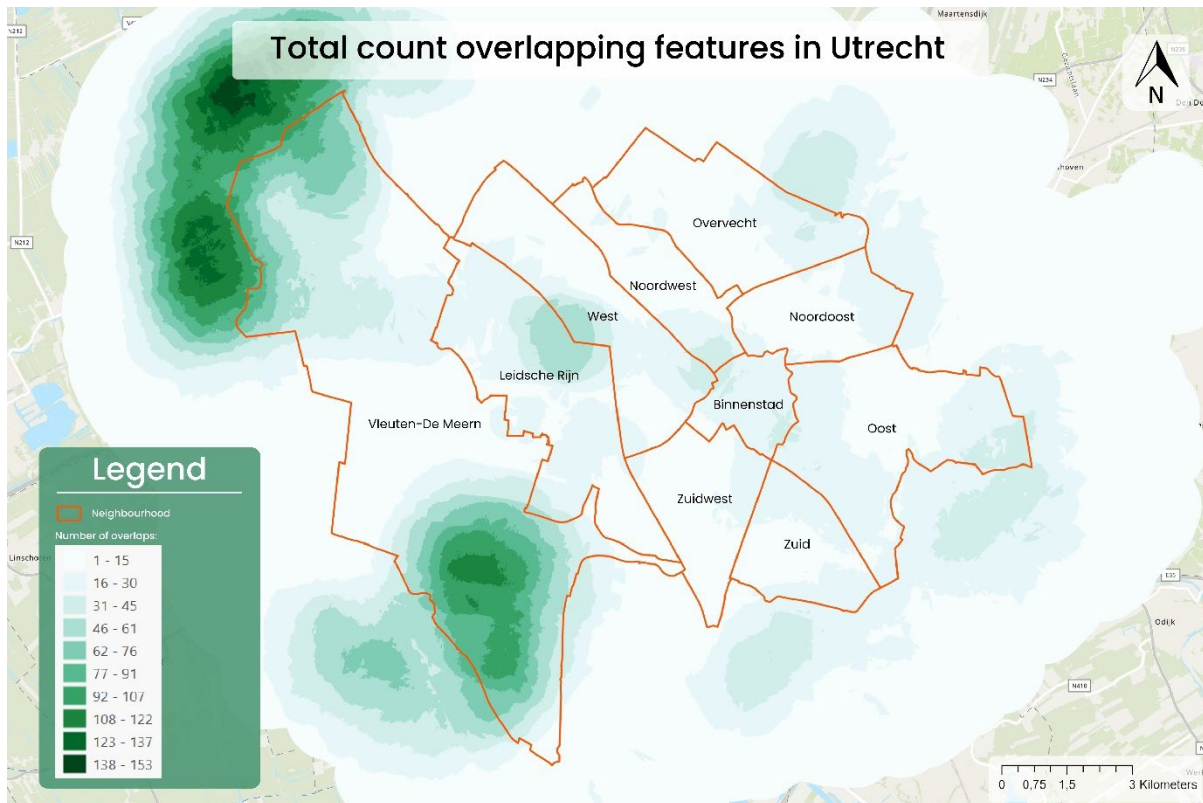 Total count overlapping features in Utrecht
N212
N212
N212
Maartensdijk
N234
N
Overvecht
Noordwest
West
Noordoost
Leidsche Rijn
Binnenstad
Vleuten-De Meern
Oost
Zuidwest
Zuid
Legend
Neighbourhood
Number of overlaps:
1 - 15
16 - 30
31 - 45
46 - 61
62 - 76
77 - 91
92 - 107
108 - 122
123 - 137
138 - 153
E35
Odijk
N410
0 0,75 1,5 3 Kilometers